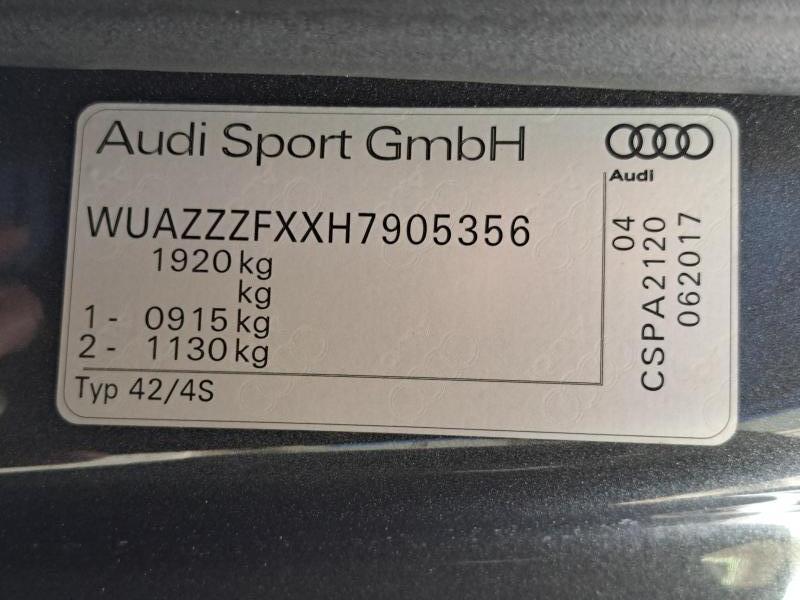 Audi Sport GmbH
Audi
WUAZZZFXXH7905356
1920 kg
kg
1 - 0915 kg
2 - 1130 kg
Typ 42/4S
04
CSPA2120
062017